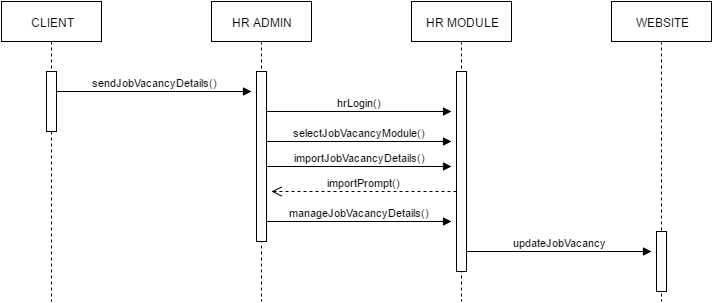 CLIENT
HR ADMIN
HR MODULE
WEBSITE
sendJobVacancyDetails()
hrLogin()
selectJobVacancyModule()
importJobVacancyDetails()
importPrompt()
manageJobVacancyDetails()
updateJobVacancy